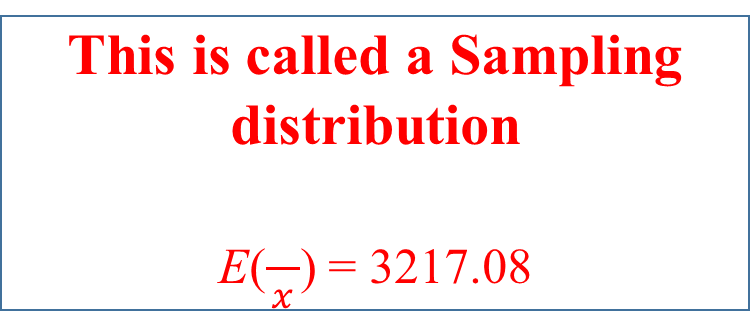 This is called a Sampling
distribution
E(—x) = 3217.08